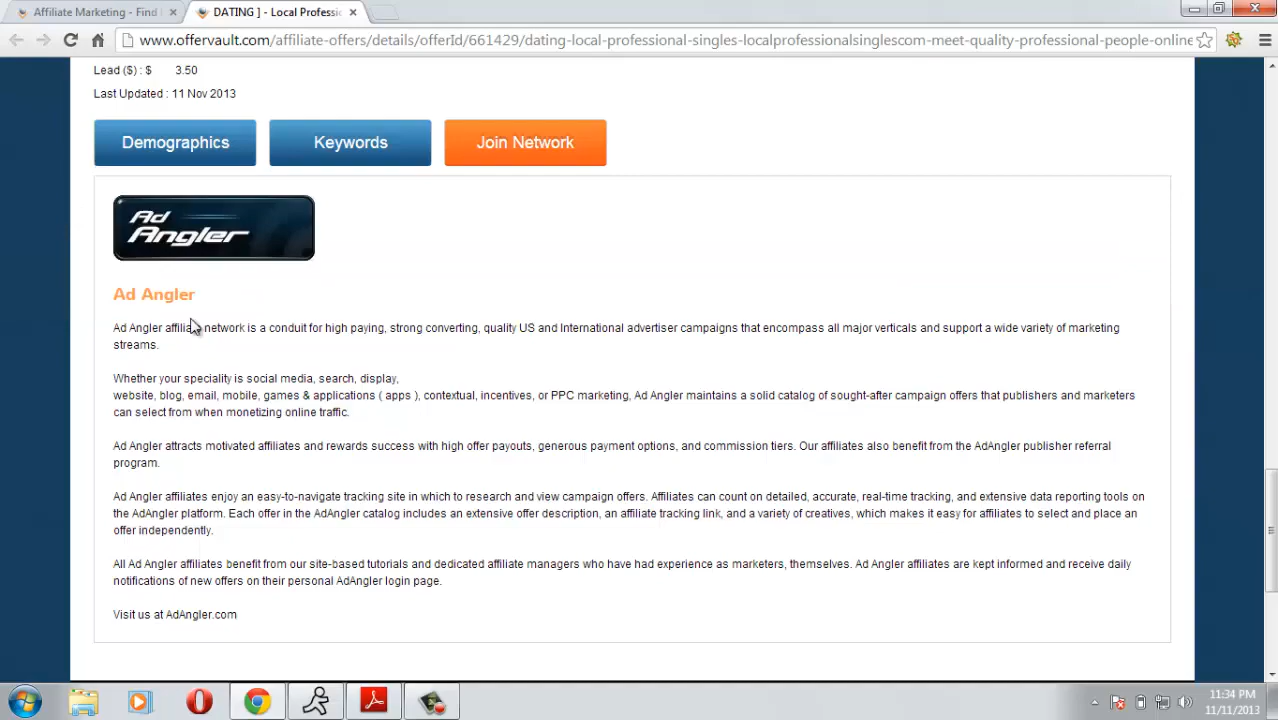 Affiliate Marketing - Find
DATING ] - Local Professi
www.offervault.com/affiliate-offers/details/offerid/661429/dating-local-professional-singles-localprofessionalsinglescom-meet-quality-professional-people-online
Lead ($) : $ 3.50
Last Updated : 11 Nov 2013
Demographics
Keywords
Join Network
Ad
Angler
Ad Angler
Ad Angler affiliate network is a conduit for high paying, strong converting, quality US and International advertiser campaigns that encompass all major verticals and support a wide variety of marketing
streams.
Whether your speciality is social media, search, display,
website, blog, email, mobile, games & applications ( apps ), contextual, incentives, or PPC marketing, Ad Angler maintains a solid catalog of sought-after campaign offers that publishers and marketers
can select from when monetizing online traffic.
Ad Angler attracts motivated affiliates and rewards success with high offer payouts, generous payment options, and commission tiers. Our affiliates also benefit from the AdAngler publisher referral
program.
Ad Angler affiliates enjoy an easy-to-navigate tracking site in which to research and view campaign offers. Affiliates can count on detailed, accurate, real-time tracking, and extensive data reporting tools on
the AdAngler platform. Each offer in the AdAngler catalog includes an extensive offer description, an affiliate tracking link, and a variety of creatives, which makes it easy for affiliates to select and place an
offer independently.
All Ad Angler affiliates benefit from our site-based tutorials and dedicated affiliate managers who have had experience as marketers, themselves. Ad Angler affiliates are kept informed and receive daily
notifications of new offers on their personal AdAngler login page.
Visit us at AdAngler.com
11:34 PM
11/11/2013